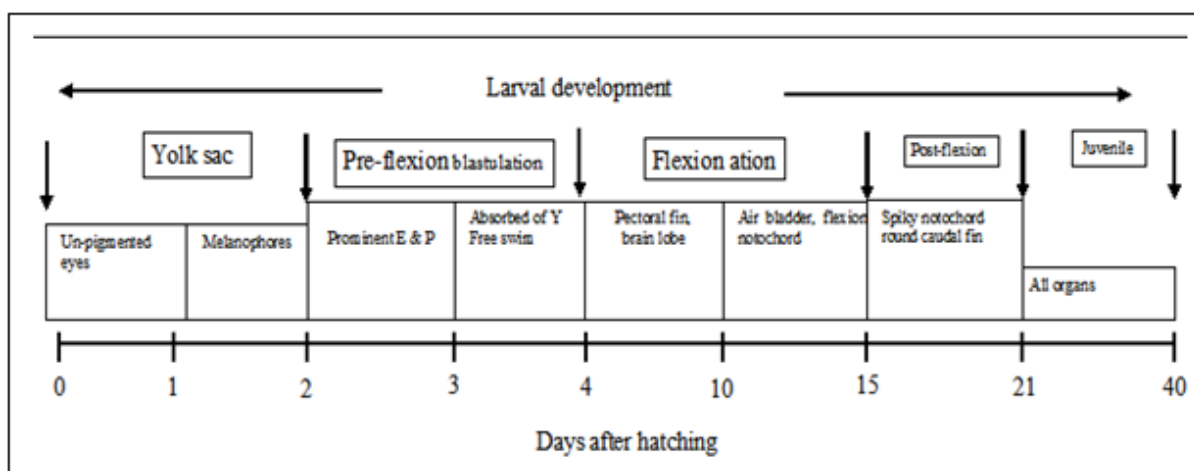 Larval development
Yolk sac
Pre-flexion blastulation
Flexion ation
Post-flexion
Juvenile
Un-pigmented
eyes
Melanophores
Prominent E & P
Absorbed of Y
Free swim
Pectoral fin,
brain lobe
Air bladder, flexion
notochord
Spiky notochord
round caudal fin
All organs
0 1 2 3 4 10 15 21 40
Days after hatching